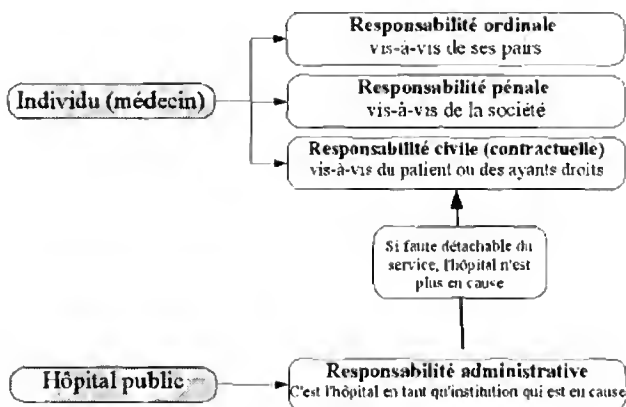 Responsabilité ordinale
vis-à-vis de ses pairs
Individu (médecin)
Responsabilité pénale
vis-à-vis de la société
Responsabilité civile (contractuelle)
vis-à-vis du patient ou des ayants droits
Si faute détachable du
service, l'hôpital n'est
plus en cause
Hôpital public
Responsabilité administrative
C'est l'hôpital en tant qu'institution qui est en cause